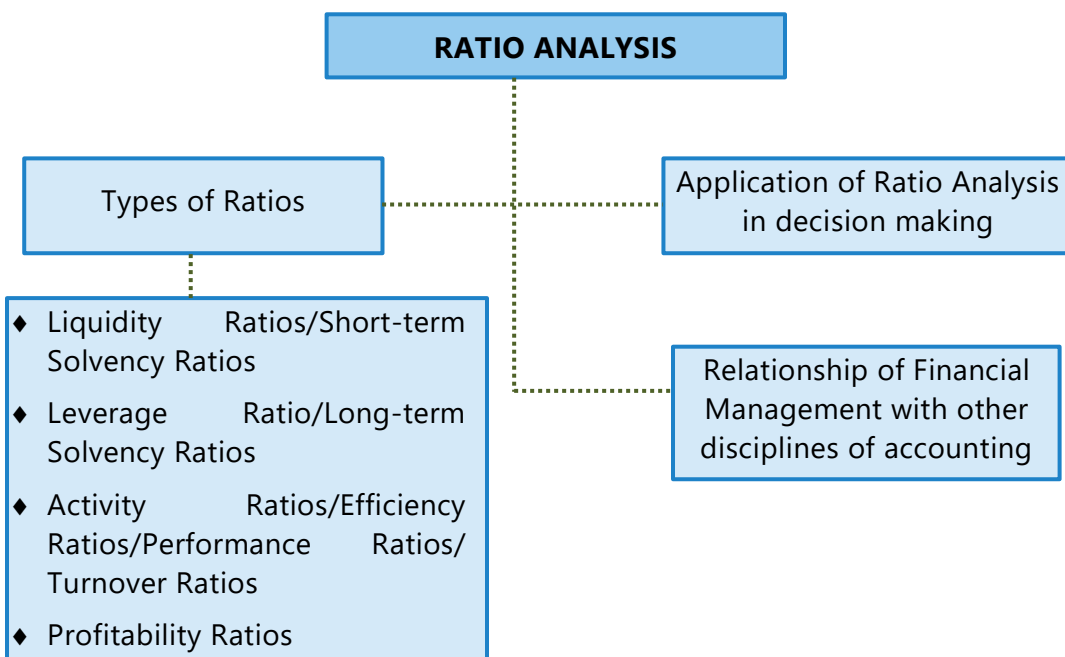 RATIO ANALYSIS
Types of Ratios
Application of Ratio Analysis
in decision making
♦ Liquidity Ratios/Short-term
Solvency Ratios
♦ Leverage Ratio/Long-term
Solvency Ratios
♦ Activity Ratios/Efficiency
Ratios/Performance Ratios/
Turnover Ratios
♦ Profitability Ratios
Relationship of Financial
Management with other
disciplines of accounting